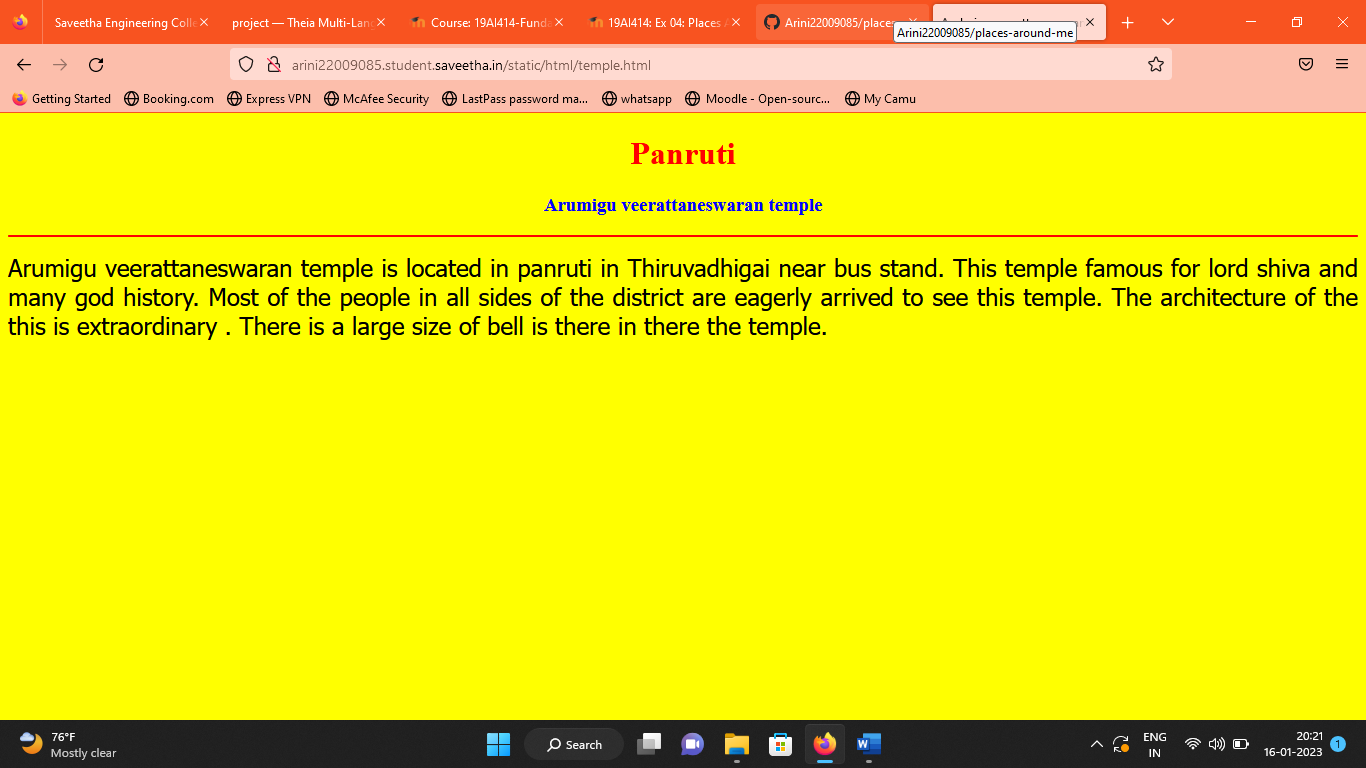 Saveetha Engineering Coll
project — Theia Multi-Lang
Course: 19AI414-Funda
19AI414: Ex 04: Places A
Arini22009085/places-
Arini22009085/places-around-me
arini22009085.student.saveetha.in/static/html/temple.html
Getting Started
Booking.com
Express VPN
McAfee Security
LastPass password ma...
whatsapp
Moodle - Open-sourc...
My Camu
Panruti
Arumigu veerattaneswaran temple
Arumigu veerattaneswaran temple is located in panruti in Thiruvadhigai near bus stand. This temple famous for lord shiva and
many god history. Most of the people in all sides of the district are eagerly arrived to see this temple. The architecture of the
this is extraordinary . There is a large size of bell is there in there the temple.
76°F
Mostly clear
Search
ENG
IN
20:21
16-01-2023
1